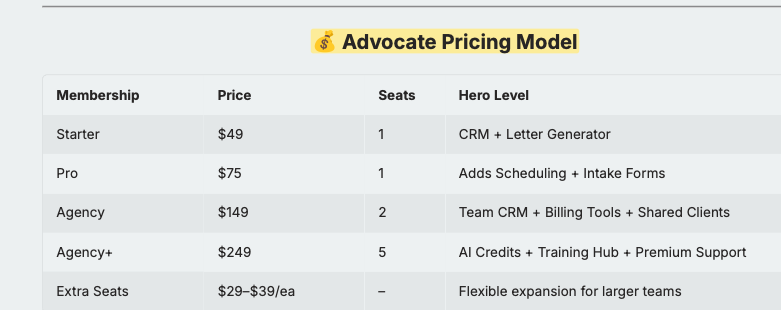 💰 Advocate Pricing Model
Membership Price Seats Hero Level
Starter $49 1 CRM + Letter Generator
Pro $75 1 Adds Scheduling + Intake Forms
Agency $149 2 Team CRM + Billing Tools + Shared Clients
Agency+ $249 5 AI Credits + Training Hub + Premium Support
Extra Seats $29–$39/ea – Flexible expansion for larger teams